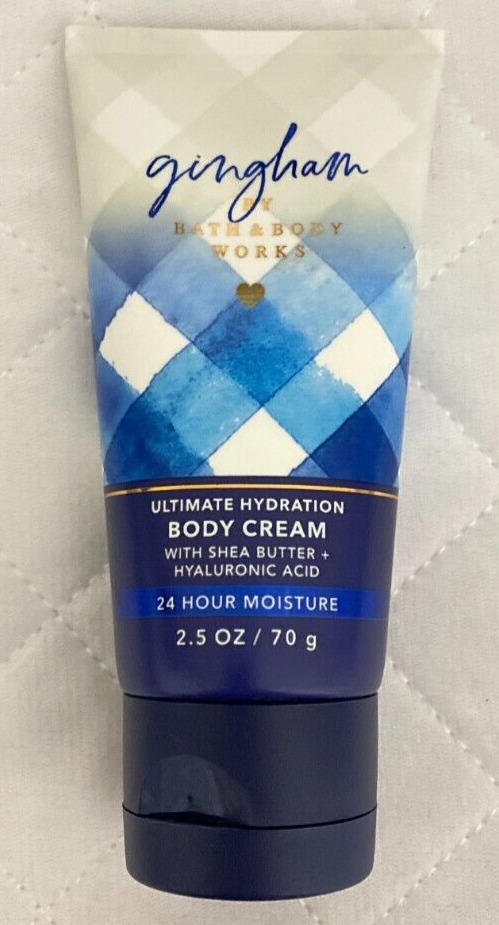 gingham
BY
BATH & BODY
WORKS
ULTIMATE HYDRATION
BODY CREAM
WITH SHEA BUTTER +
HYALURONIC ACID
24 HOUR MOISTURE
2.5 OZ / 70 g